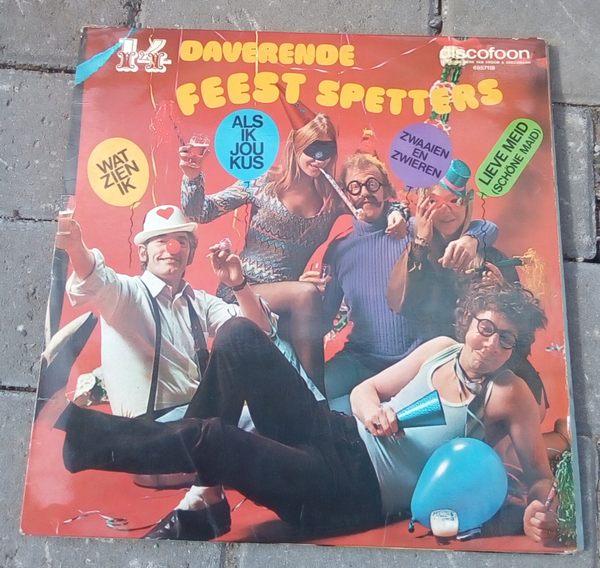 14 DAVERENDE
FEEST SPETTERS
discofoon
WAT
ZIEN
IK
ALS
IK
JOU
KUS
ZWAAIEN
EN
ZWIEREN
LIEVE MEID
(SCHÖNE MAID)